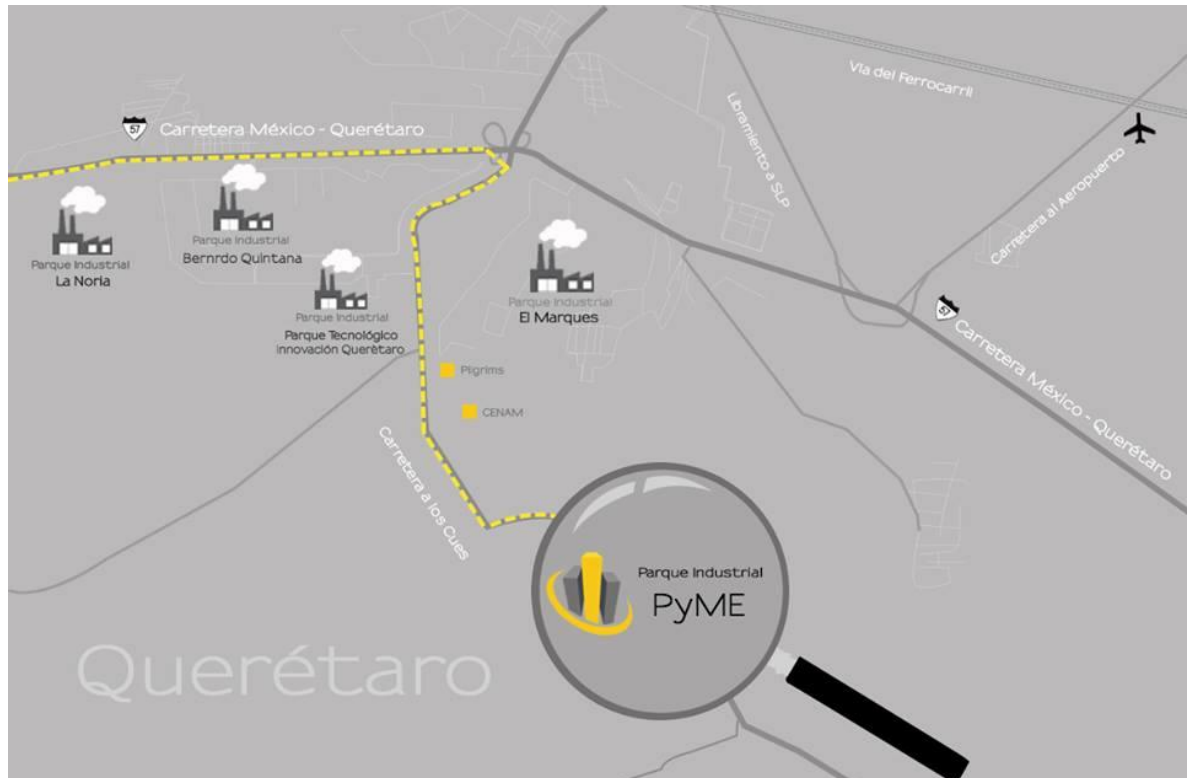 Vía del Ferrocarril
Libramiento a SLP
57
Carretera México - Querétaro
Carretera al Aeropuerto
Parque Industrial
La Noria
Parque Industrial
Bernrdo Quintana
Parque Industrial
Parque Tecnológico
Innovación Querètaro
Parque Industrial
El Marques
57
Carretera México - Querétaro
Pilgrims
CENAM
Carretera a los Cues
Parque Industrial
PyME
Querétaro